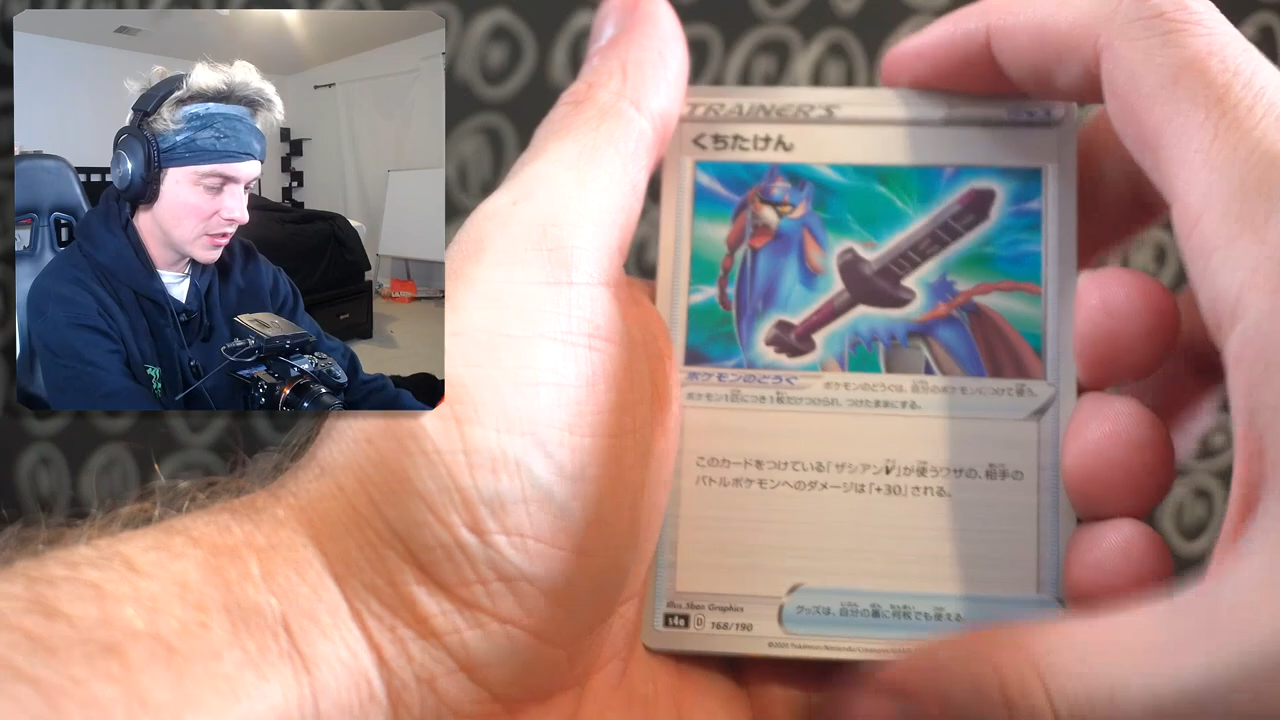 TRAINER'S
くちたけん
ポケモンのどうぐ
ポケモンのどうぐは、自分のポケモンにつけて使う。
ポケモン1匹につき1枚だけつけられ、つけたままにする。
このカードをつけている「ザシアンV」が使うワザの、相手の
バトルポケモンへのダメージは「+30」される。
グッズは、自分の番に何枚でも使える。
illus. 5ban Graphics
s4a D 168/190
©2020 Pokémon/Nintendo/Creatures/GAME